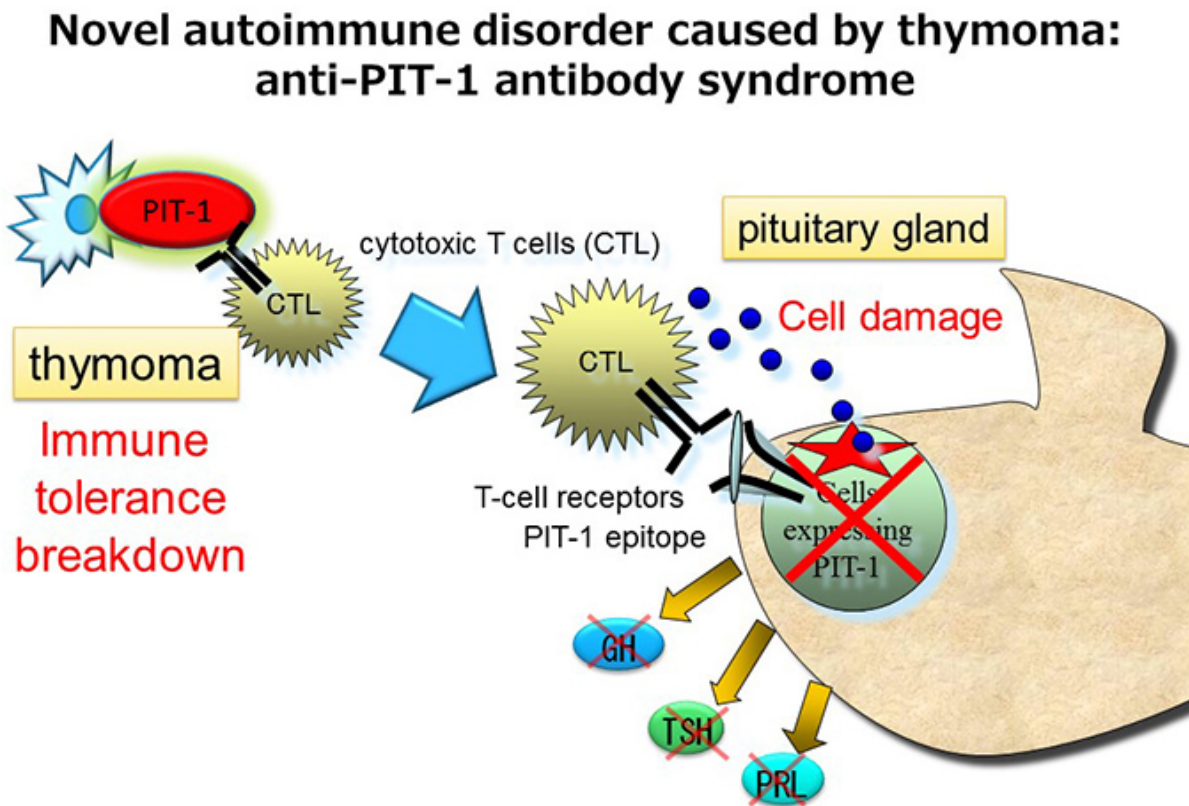 Novel autoimmune disorder caused by thymoma:
anti-PIT-1 antibody syndrome
PIT-1
CTL
thymoma
Immune
tolerance
breakdown
cytotoxic T cells (CTL)
CTL
pituitary gland
Cell damage
T-cell receptors
PIT-1 epitope
Cells
expressing
PIT-1
GH
TSH
PRL